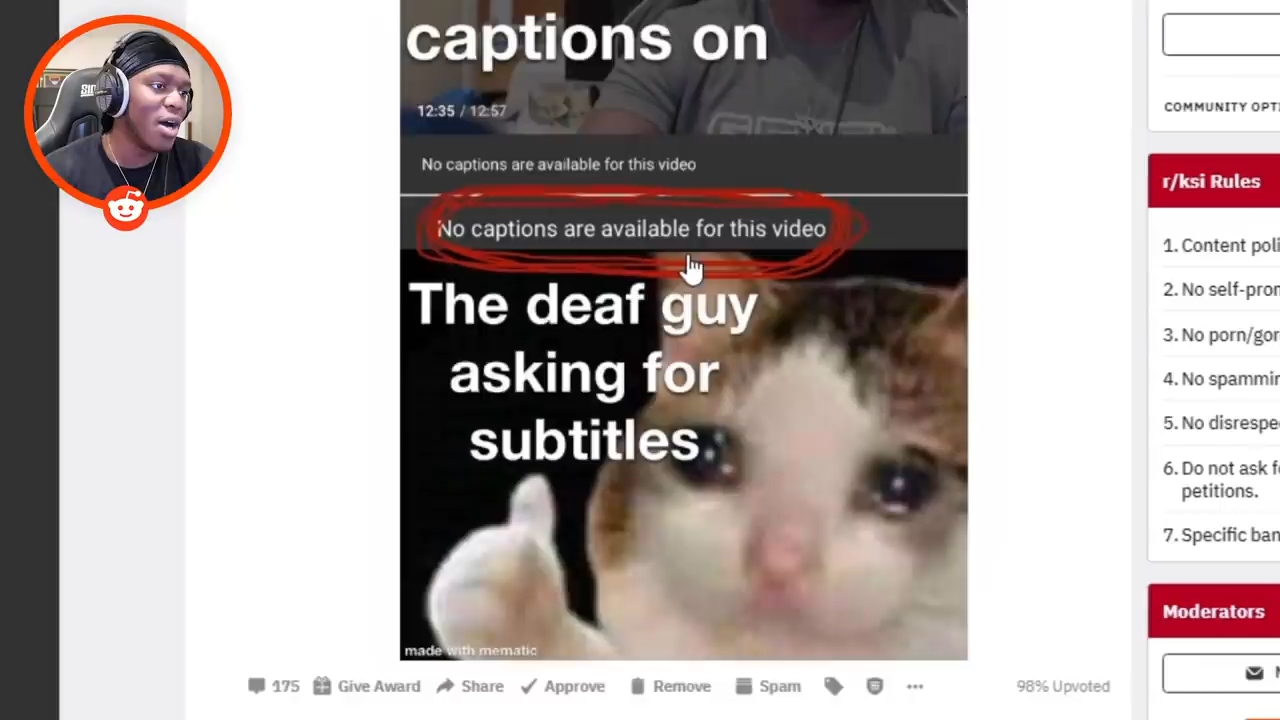 captions on
12:35 / 12:57
No captions are available for this video
No captions are available for this video
The deaf guy
asking for
subtitles
made with mematic
175 Give Award Share Approve Remove Spam
98% Upvoted
COMMUNITY OPTI
r/ksi Rules
1. Content poli
2. No self-pron
3. No porn/gor
4. No spammin
5. No disrespe
6. Do not ask f
petitions.
7. Specific ban
Moderators